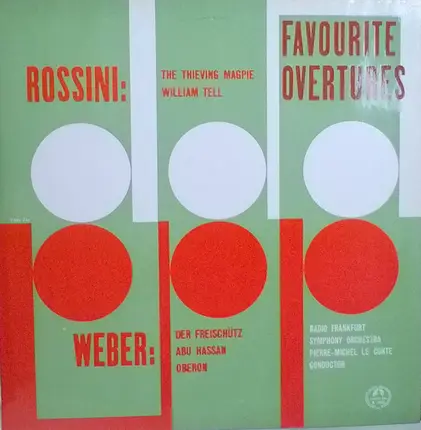 FAVOURITE
OVERTURES
ROSSINI:
THE THIEVING MAGPIE
WILLIAM TELL
WEBER:
DER FREISCHÜTZ
ABU HASSAN
OBERON
RADIO FRANKFURT
SYMPHONY ORCHESTRA
PIERRE-MICHEL LE CONTE
CONDUCTOR